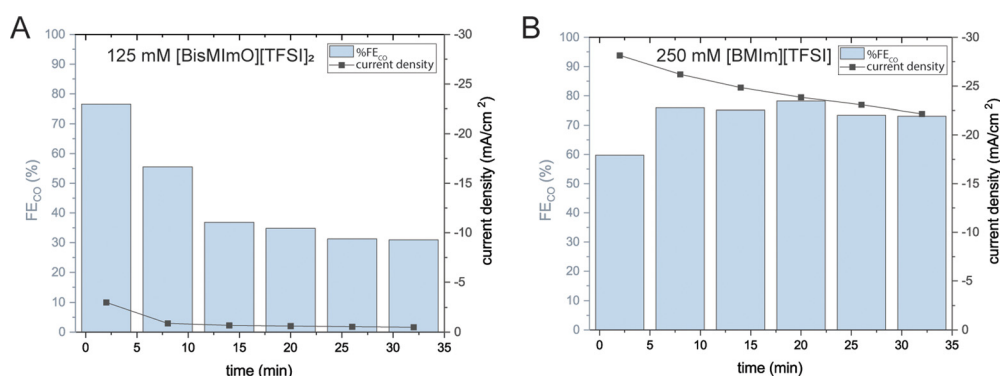 A
125 mM [BisMImO][TFSI]₂
%FE_CO
current density
100
90
80
70
60
50
40
30
20
10
0
FE_CO (%)
-30
-25
-20
-15
-10
-5
0
current density (mA/cm²)
0 5 10 15 20 25 30 35
time (min)
B
250 mM [BMIm][TFSI]
%FE_CO
current density
100
90
80
70
60
50
40
30
20
10
0
FE_CO (%)
-30
-25
-20
-15
-10
-5
0
current density (mA/cm²)
0 5 10 15 20 25 30 35
time (min)